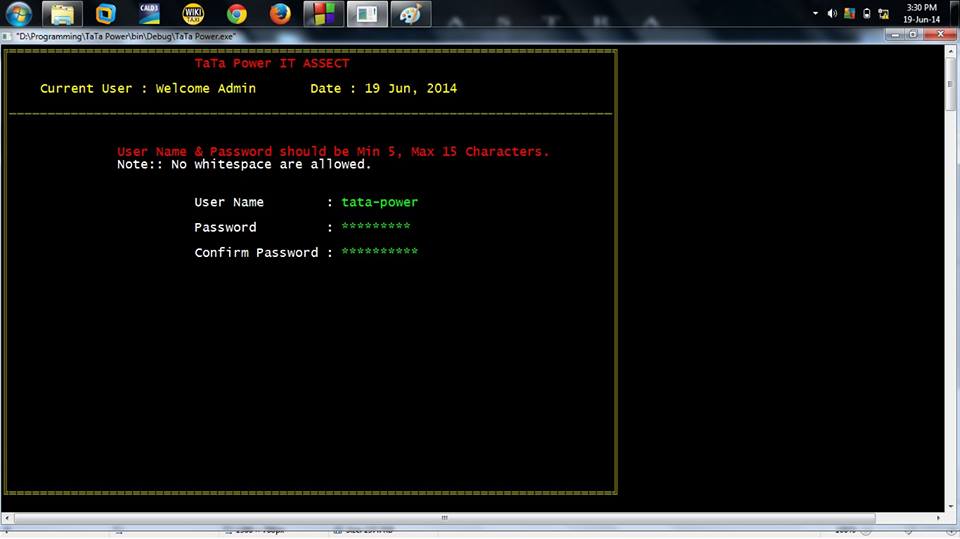 CALD3
WIKI
TAXI
A S T R A
3:30 PM
19-Jun-14
"D:\Programming\TaTa Power\bin\Debug\TaTa Power.exe"
TaTa Power IT ASSECT
Current User : Welcome Admin Date : 19 Jun, 2014
User Name & Password should be Min 5, Max 15 Characters.
Note:: No whitespace are allowed.
User Name : tata-power
Password : *********
Confirm Password : **********